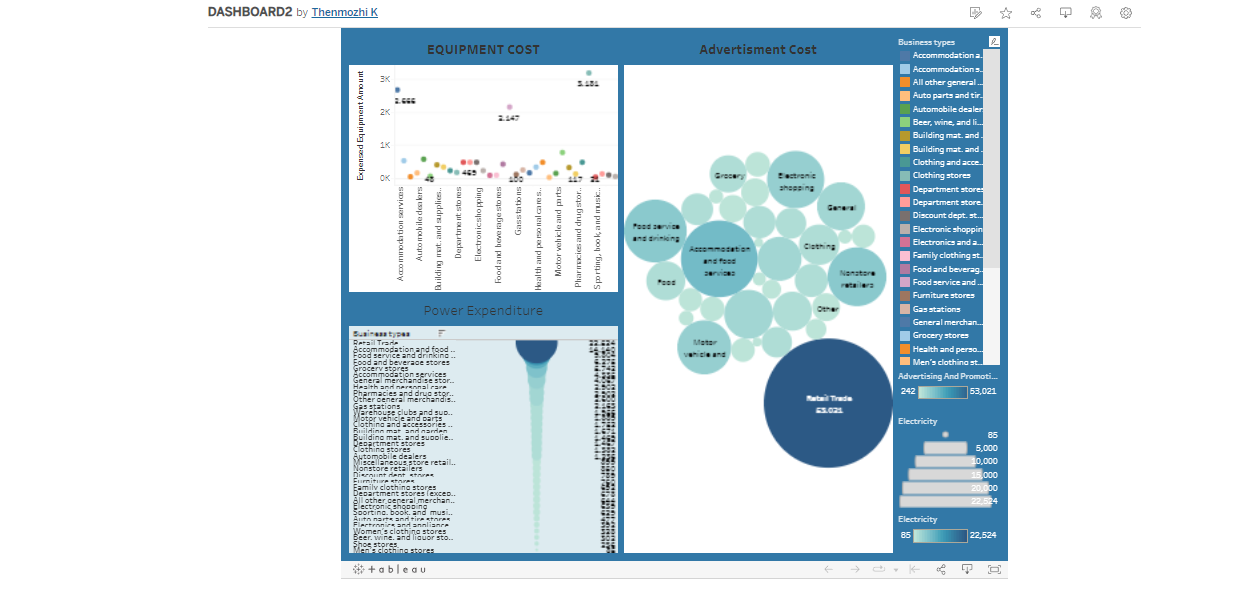 DASHBOARD2 by Thenmozhi K
EQUIPMENT COST
Expensed Equipment Amount
3K
2K
1K
0K
3,181
2,147
469
100
117
Accommodation services
Automobile dealers
Building mat. and supplies..
Department stores
Electronic shopping
Food and beverage stores
Gas stations
Health and personal care s..
Motor vehicle and parts
Pharmacies and drug stor..
Sporting, book, and music..
Advertisment Cost
Grocery
Electronic
shopping
General
Food service
and drinking
Accommodation
and food
services
Clothing
Food
Nonstore
retailers
Other
Motor
vehicle and
Retail Trade
53,021
Power Expenditure
Business types
Retail Trade
Accommodation and food ..
Food service and drinking ..
Food and beverage stores
Grocery stores
Accommodation services
General merchandise stor..
Health and personal care
Pharmacies and drug stor..
Other general merchandis..
Gas stations
Warehouse clubs and sup..
Motor vehicle and parts
Clothing and accessories ..
Building mat. and garden
Building mat. and supplie..
Department stores
Clothing stores
Automobile dealers
Miscellaneous store retail..
Nonstore retailers
Discount dept. stores
Furniture stores
Family clothing stores
Department stores (excep..
All other general merchan..
Electronic shopping
Sporting, book, and musi..
Auto parts and tire stores
Electronics and appliance
Women's clothing stores
Beer, wine, and liquor sto..
Shoe stores
Men's clothing stores
Business types
Accommodation a..
Accommodation s..
All other general ...
Auto parts and tir...
Automobile dealer
Beer, wine, and li...
Building mat. and ..
Building mat. and ..
Clothing and acce...
Clothing stores
Department stores
Department store..
Discount dept. st...
Electronic shoppin
Electronics and a...
Family clothing st..
Food and beverag..
Food service and ..
Furniture stores
Gas stations
General merchan...
Grocery stores
Health and perso...
Men's clothing st...
Advertising And Promoti...
242
53,021
Electricity
85
5,000
10,000
15,000
20,000
22,524
Electricity
85
22,524
+ a b l e a u